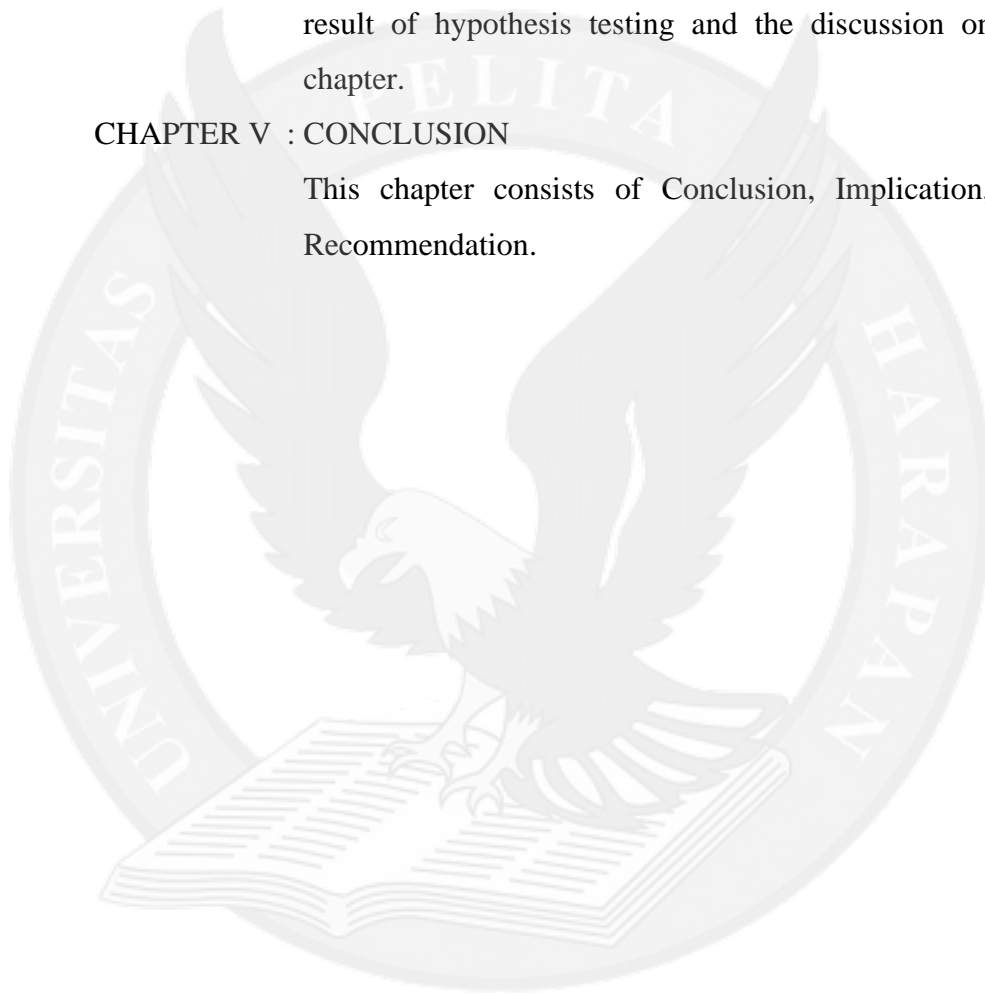 result of hypothesis testing and the discussion
chapter.
CHAPTER V : CONCLUSION
This chapter consists of Conclusion, Implication,
Recommendation.
UNIVERSITAS PELITA HARAPAN